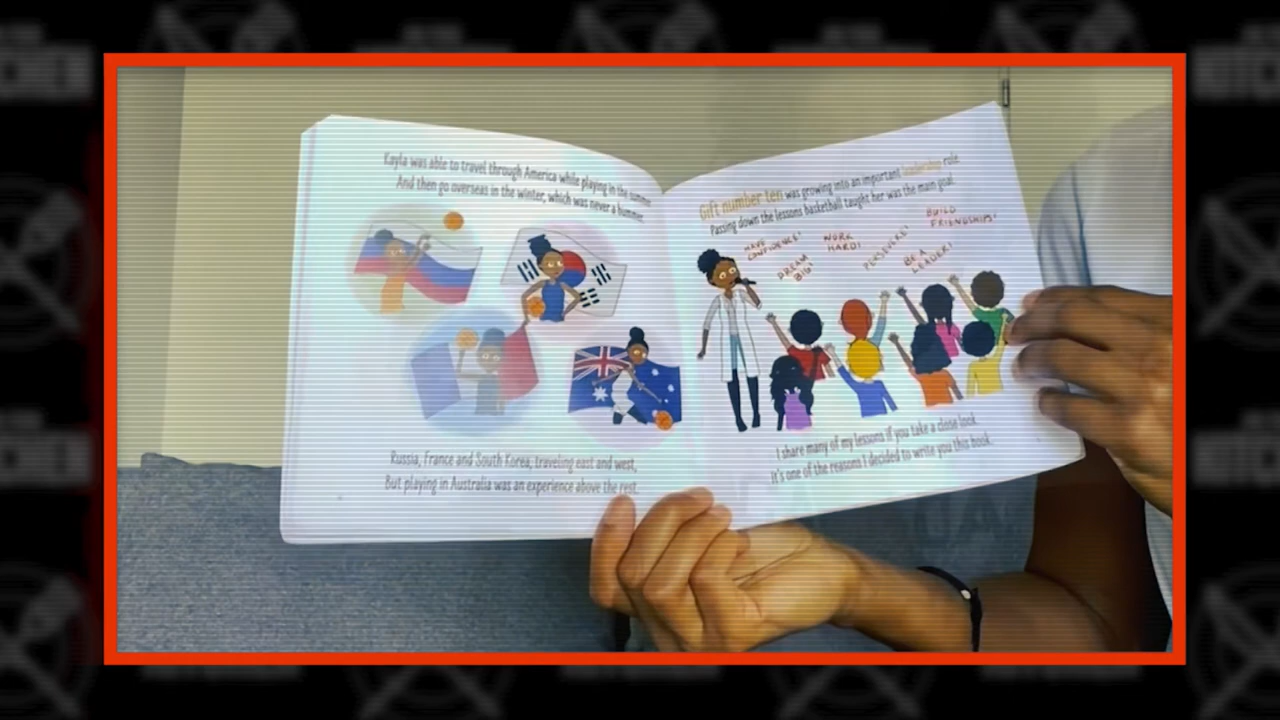 Kayla was able to travel through America while playing in the summer
And then go overseas in the winter, which was never a bummer.
Russia, France and South Korea, traveling east and west,
But playing in Australia was an experience above the rest.
Gift number ten was growing into an important leadership role
Passing down the lessons basketball taught her was the main goal.
HAVE CONFIDENCE!
DREAM BIG!
WORK HARD!
PERSEVERE!
BE A LEADER!
BUILD FRIENDSHIPS!
I share many of my lessons if you take a close look
It's one of the reasons I decided to write you this book.